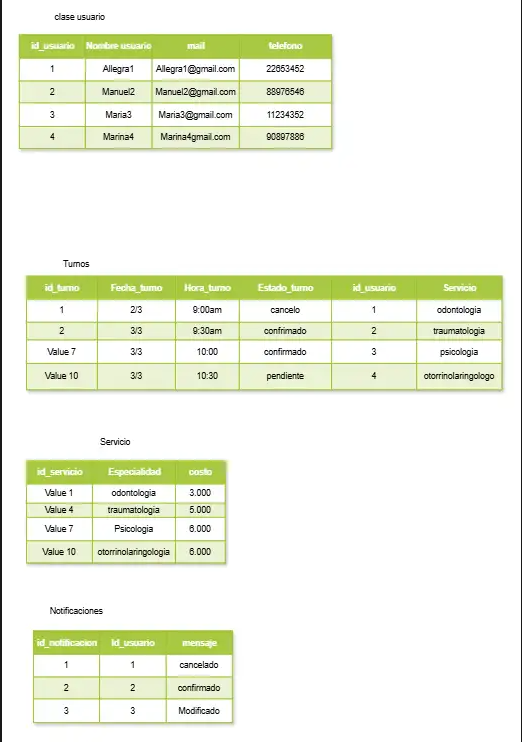 clase usuario
id_usuario Nombre usuario mail telefono
1 Allegra1 Allegra1@gmail.com 22653452
2 Manuel2 Manuel2@gmail.com 88976546
3 Maria3 Maria3@gmail.com 11234352
4 Marina4 Marina4gmail.com 90897886
Turnos
id_turno Fecha_turno Hora_turno Estado_turno id_usuario Servicio
1 2/3 9:00am cancelo 1 odontologia
2 3/3 9:30am confirmado 2 traumatologia
Value 7 3/3 10:00 confirmado 3 psicologia
Value 10 3/3 10:30 pendiente 4 otorrinolaringologo
Servicio
id_servicio Especialidad costo
Value 1 odontologia 3.000
Value 4 traumatologia 5.000
Value 7 Psicologia 6.000
Value 10 otorrinolaringologia 6.000
Notificaciones
id_notificacion Id_usuario mensaje
1 1 cancelado
2 2 confirmado
3 3 Modificado